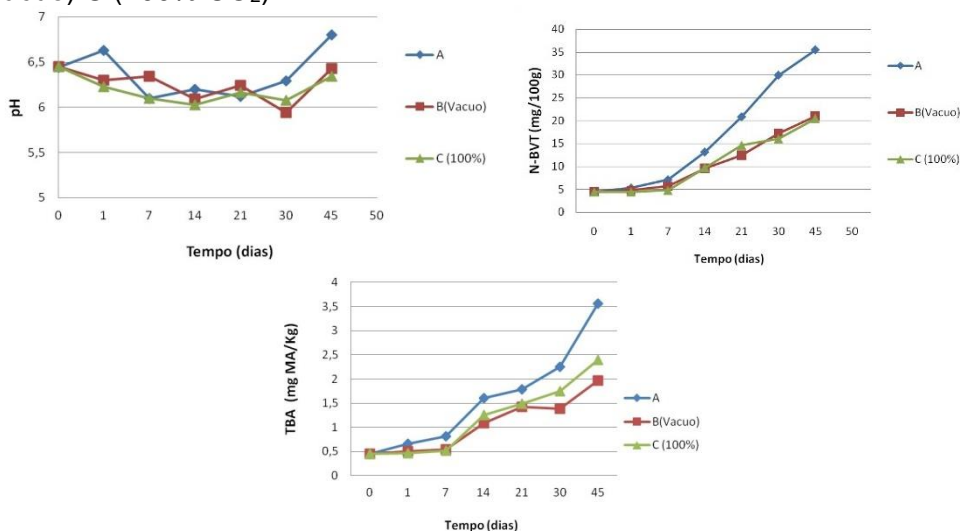 C (100% CO₂)
7
6,5
6
5,5
5
pH
0 1 7 14 21 30 45 50
Tempo (dias)
A
B(Vacuo)
C (100%)
40
35
30
25
20
15
10
5
0
N-BVT (mg/100g)
0 1 7 14 21 30 45 50
Tempo (dias)
A
B(Vacuo)
C (100%)
4
3,5
3
2,5
2
1,5
1
0,5
0
TBA (mg MA/Kg)
0 1 7 14 21 30 45
Tempo (dias)
A
B(Vacuo)
C (100%)